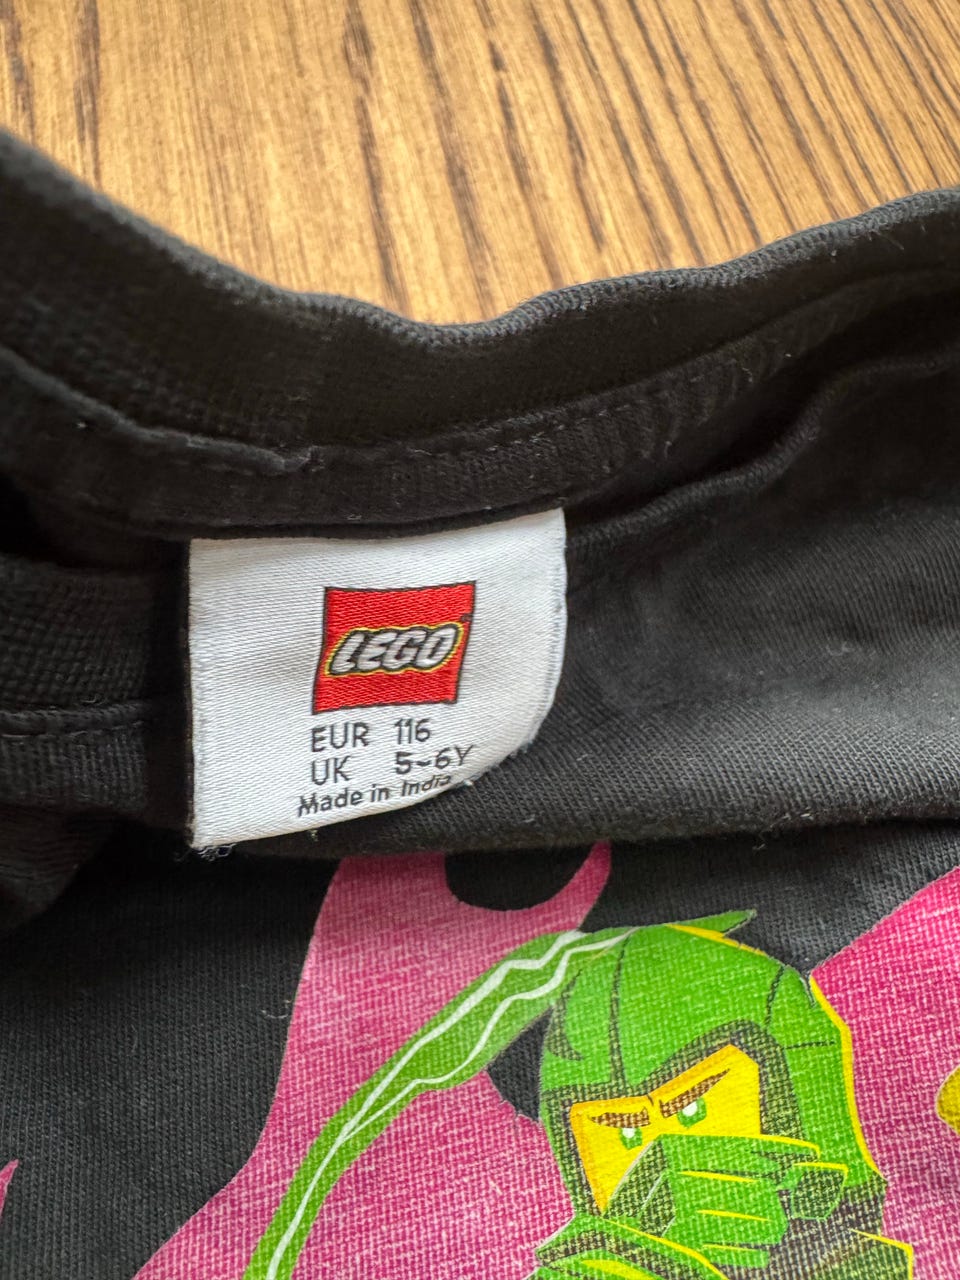 LEGO
EUR 116
UK 5-6Y
Made in India